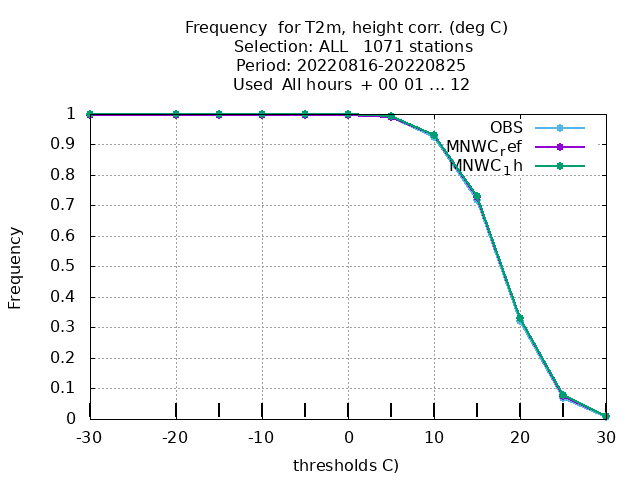 Frequency  for T2m, height corr. (deg C)
Selection: ALL   1071 stations
Period: 20220816-20220825
Used  All hours  + 00 01 ... 12
1
0.9
0.8
0.7
0.6
0.5
0.4
0.3
0.2
0.1
0
Frequency
OBS
MNWC_ref
MNWC_1h
-30 -20 -10 0 10 20 30
thresholds C)